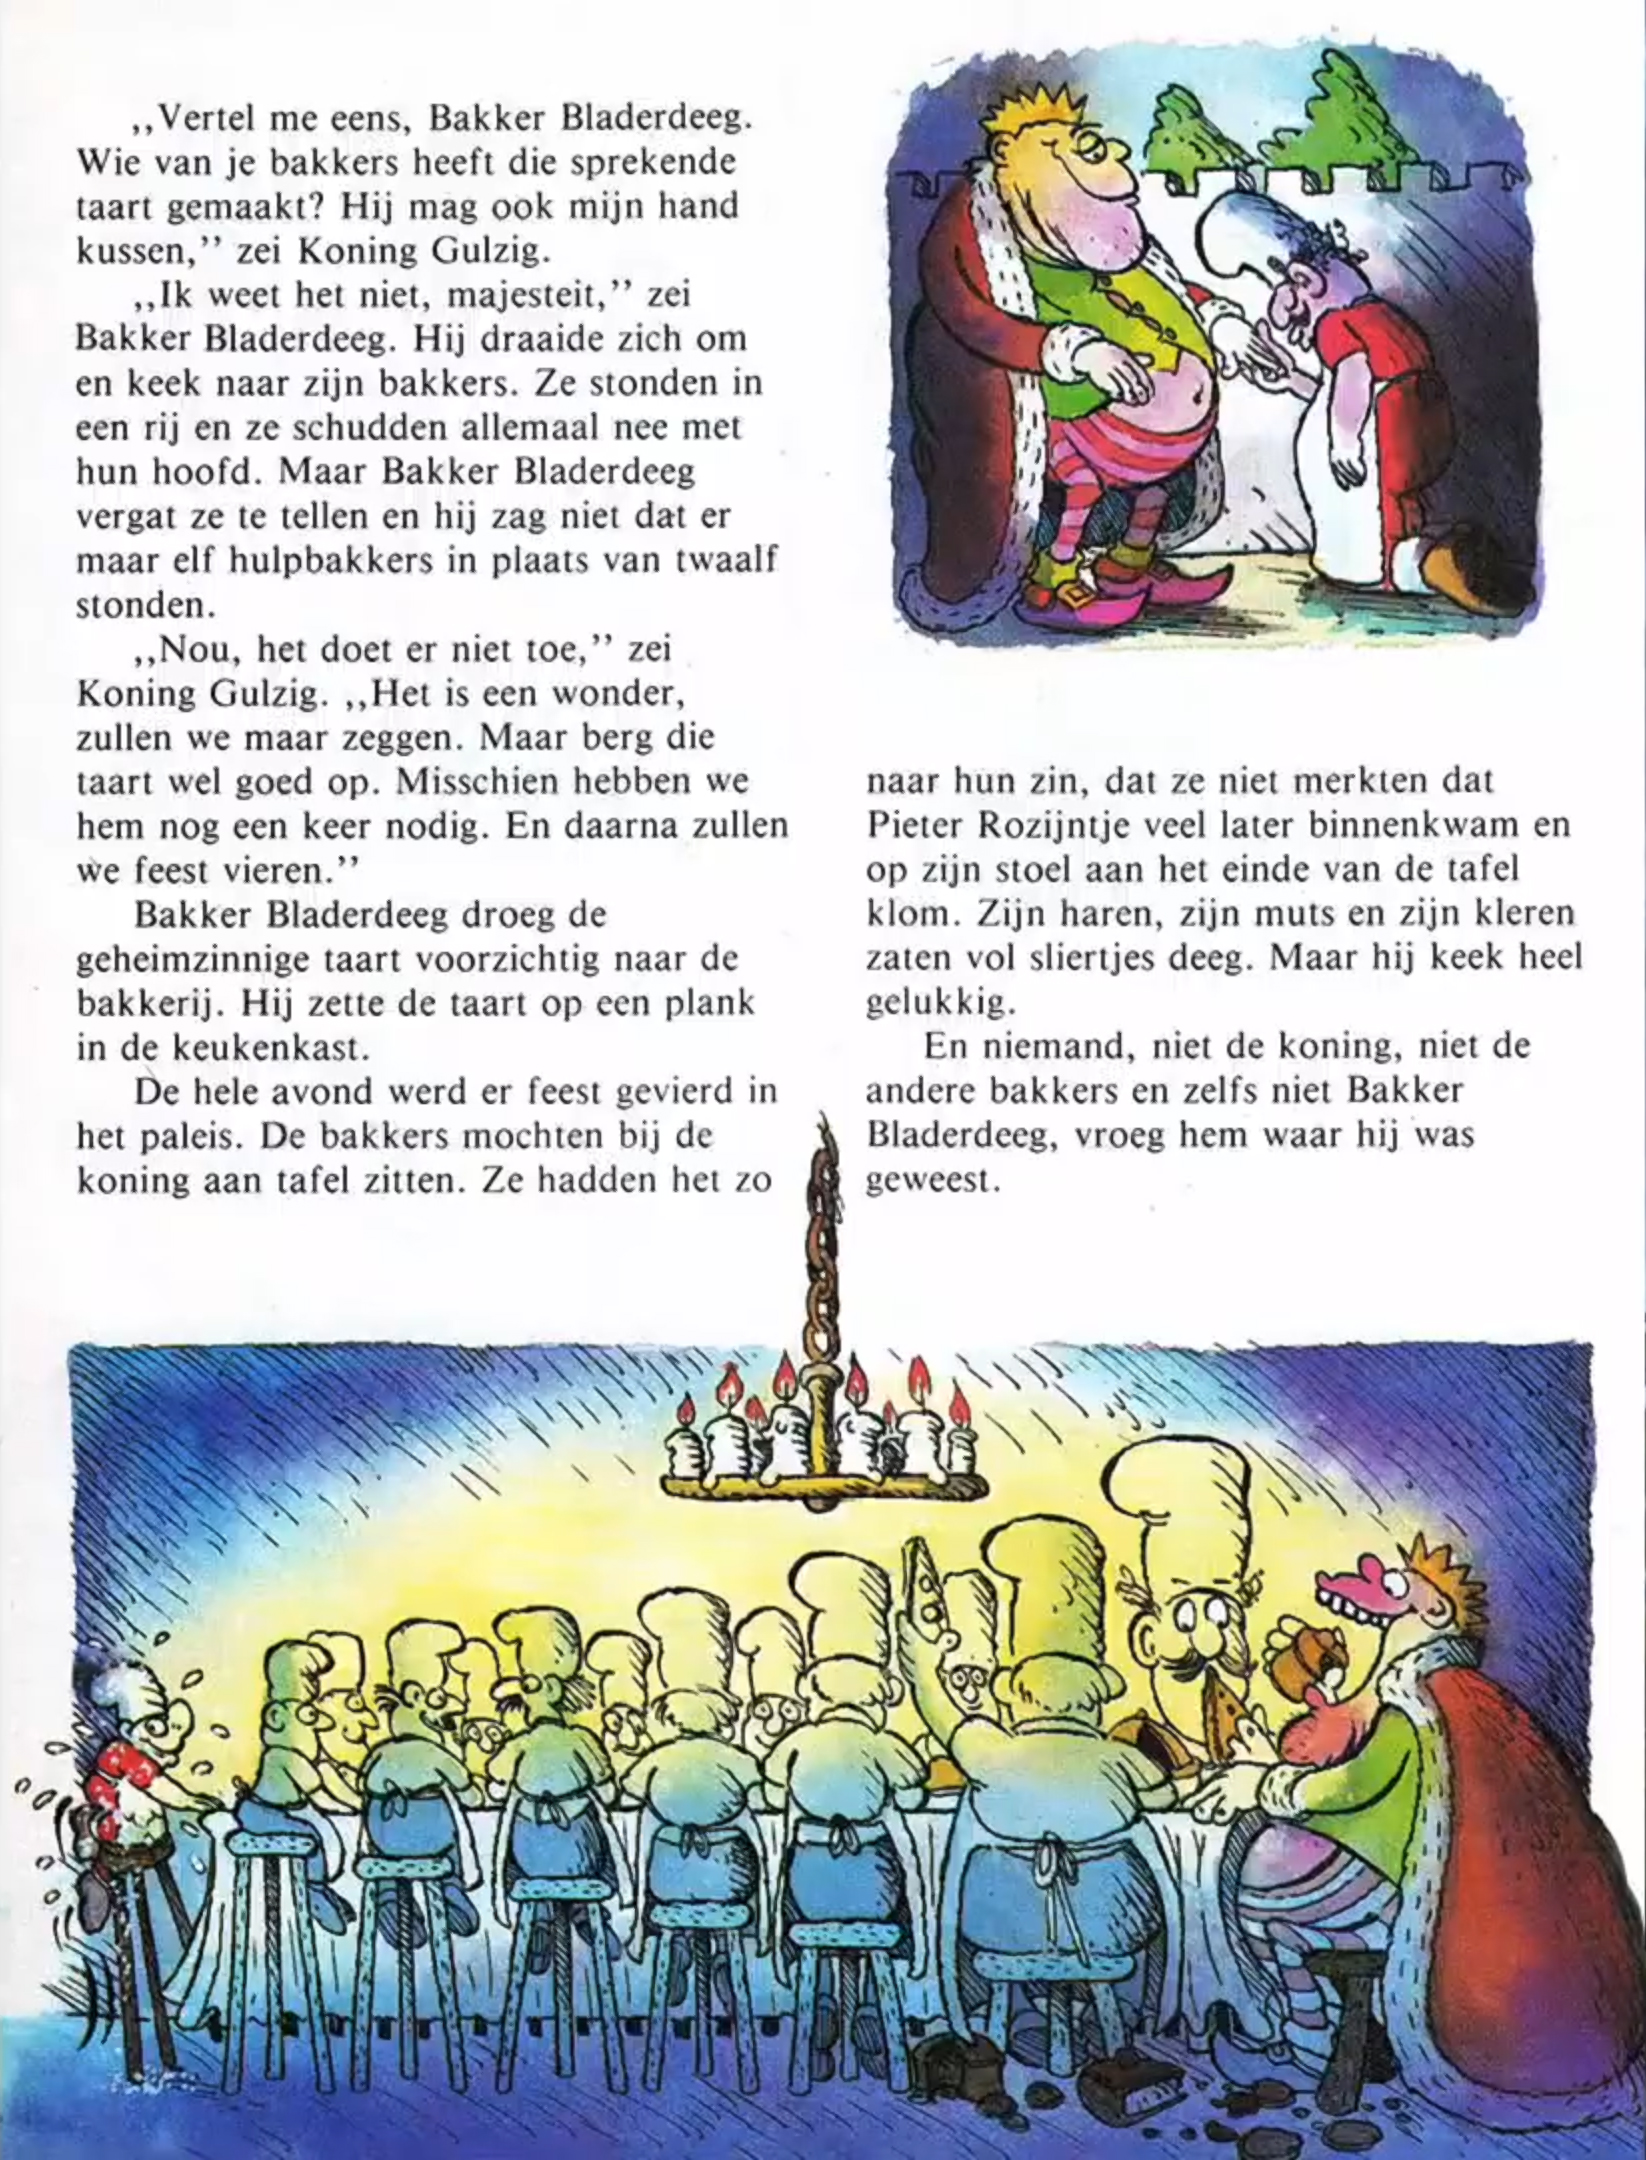 ,,Vertel me eens, Bakker Bladerdeeg.
Wie van je bakkers heeft die sprekende
taart gemaakt? Hij mag ook mijn hand
kussen,’’ zei Koning Gulzig.
,,Ik weet het niet, majesteit,’’ zei
Bakker Bladerdeeg. Hij draaide zich om
en keek naar zijn bakkers. Ze stonden in
een rij en ze schudden allemaal nee met
hun hoofd. Maar Bakker Bladerdeeg
vergat ze te tellen en hij zag niet dat er
maar elf hulpbakkers in plaats van twaalf
stonden.
,,Nou, het doet er niet toe,’’ zei
Koning Gulzig. ,,Het is een wonder,
zullen we maar zeggen. Maar berg die
taart wel goed op. Misschien hebben we
hem nog een keer nodig. En daarna zullen
we feest vieren.’’
Bakker Bladerdeeg droeg de
geheimzinnige taart voorzichtig naar de
bakkerij. Hij zette de taart op een plank
in de keukenkast.
De hele avond werd er feest gevierd in
het paleis. De bakkers mochten bij de
koning aan tafel zitten. Ze hadden het zo
naar hun zin, dat ze niet merkten dat
Pieter Rozijntje veel later binnenkwam en
op zijn stoel aan het einde van de tafel
klom. Zijn haren, zijn muts en zijn kleren
zaten vol sliertjes deeg. Maar hij keek heel
gelukkig.
En niemand, niet de koning, niet de
andere bakkers en zelfs niet Bakker
Bladerdeeg, vroeg hem waar hij was
geweest.